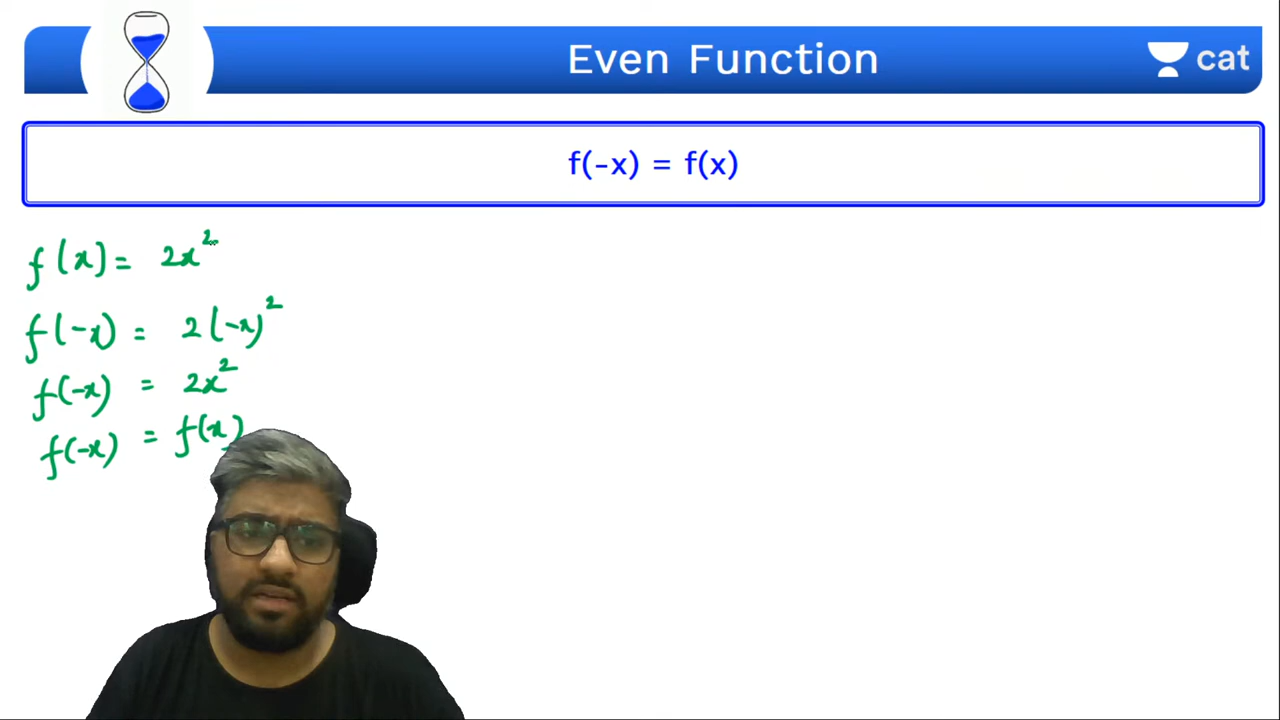 Even Function
cat
f(-x) = f(x)
f(x) = 2x²
f(-x) = 2(-x)²
f(-x) = 2x²
f(-x) = f(x)